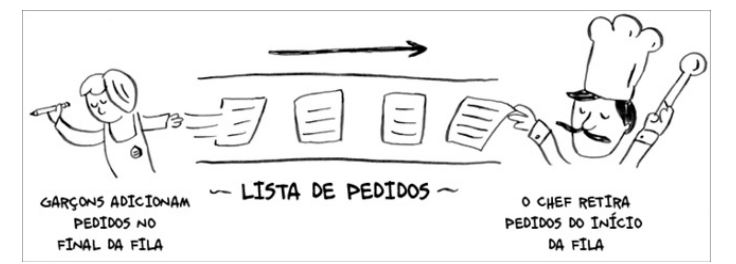 GARÇONS ADICIONAM
PEDIDOS NO
FINAL DA FILA
~ LISTA DE PEDIDOS ~
O CHEF RETIRA
PEDIDOS DO INÍCIO
DA FILA